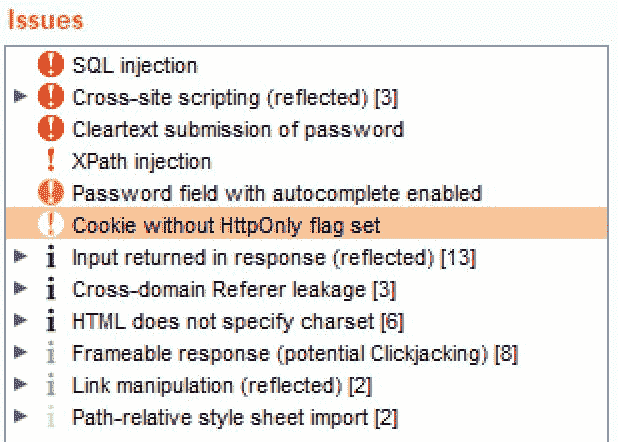 Issues
SQL injection
Cross-site scripting (reflected) [3]
Cleartext submission of password
XPath injection
Password field with autocomplete enabled
Cookie without HttpOnly flag set
Input returned in response (reflected) [13]
Cross-domain Referer leakage [3]
HTML does not specify charset [6]
Frameable response (potential Clickjacking) [8]
Link manipulation (reflected) [2]
Path-relative style sheet import [2]